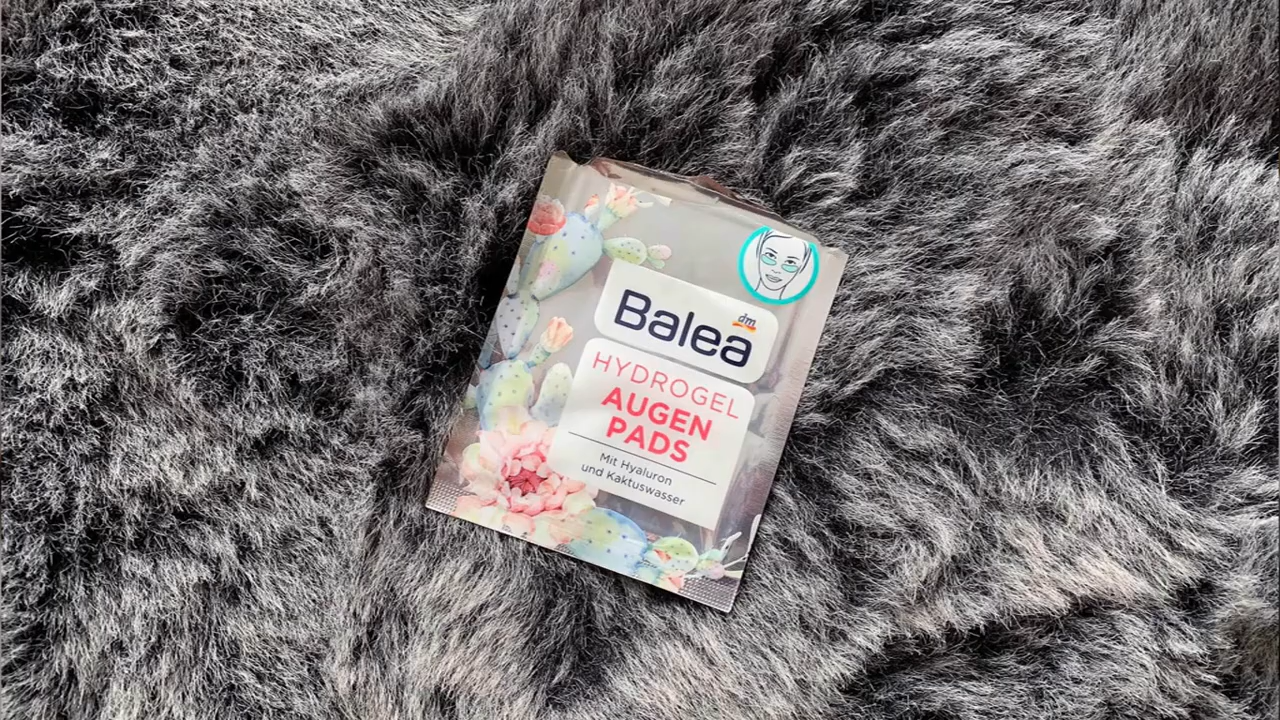 dm
Balea
HYDROGEL
AUGEN
PADS
Mit Hyaluron
und Kaktuswasser